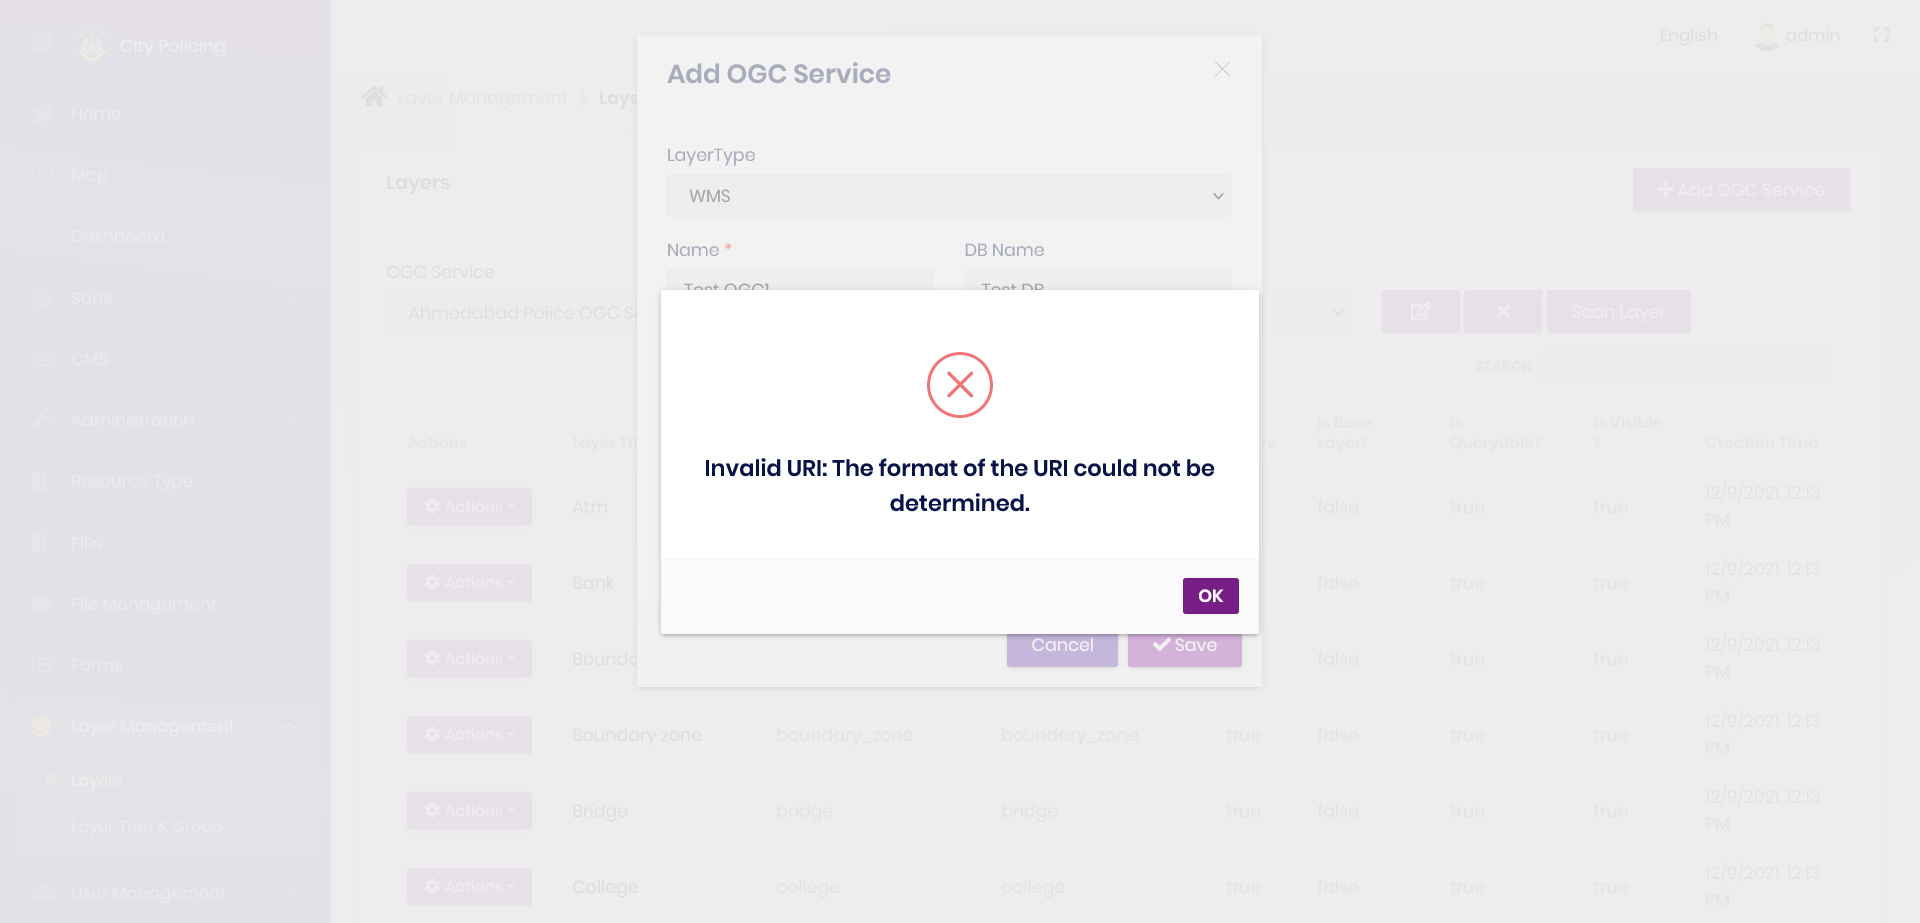 City Policing
English
admin
Home
Map
Dashboard
Soas
CMS
Administration
Resource Type
FIRs
File Management
Forms
Layer Management
Layers
Layer Tree & Group
User Management
Layer Management
Laye
Layers
Add OGC Service
OGC Service
Ahmedabad Police OGC Se
Scan Layer
SEARCH
Add OGC Service
LayerType
WMS
Name *
DB Name
Test OGC1
Test DB
Invalid URI: The format of the URI could not be
determined.
OK
Cancel
Save
Actions
Layer Tit
Is Base
Layer?
Is
Queryable?
Is Visible
?
Creation Time
Actions Atm false true true 12/9/2021, 12:13
PM
Actions Bank false true true 12/9/2021, 12:13
PM
Actions Bounda false true true 12/9/2021, 12:13
PM
Actions Boundary zone boundary_zone boundary_zone true false true true 12/9/2021, 12:13
PM
Actions Bridge bridge bridge true false true true 12/9/2021, 12:13
PM
Actions College college college true false true true 12/9/2021, 12:13
PM